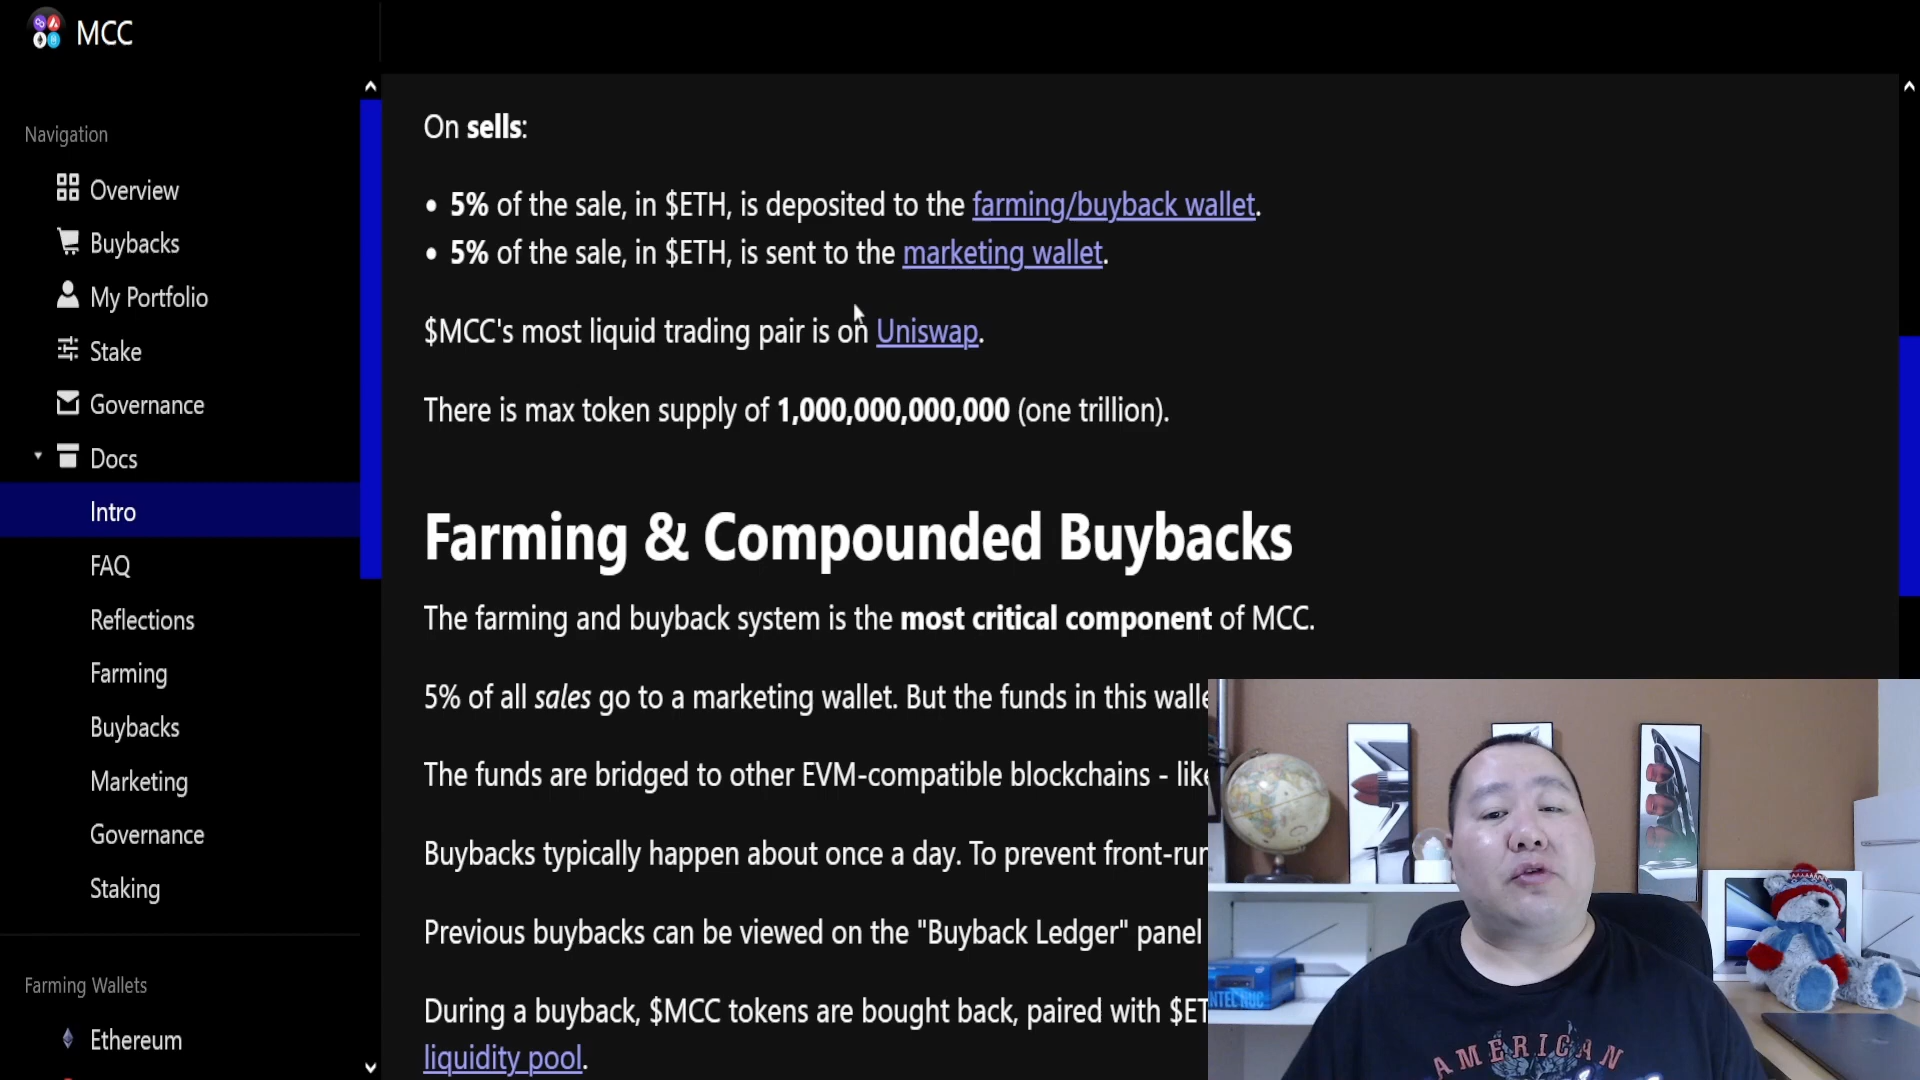 MCC
Navigation
Overview
Buybacks
My Portfolio
Stake
Governance
Docs
Intro
FAQ
Reflections
Farming
Buybacks
Marketing
Governance
Staking
Farming Wallets
Ethereum
On sells:
• 5% of the sale, in $ETH, is deposited to the farming/buyback wallet.
• 5% of the sale, in $ETH, is sent to the marketing wallet.
$MCC's most liquid trading pair is on Uniswap.
There is max token supply of 1,000,000,000,000 (one trillion).
Farming & Compounded Buybacks
The farming and buyback system is the most critical component of MCC.
5% of all sales go to a marketing wallet. But the funds in this
The funds are bridged to other EVM-compatible blockchains -
Buybacks typically happen about once a day. To prevent
Previous buybacks can be viewed on the "Buyback Ledger" panel
During a buyback, $MCC tokens are bought back, paired with
liquidity pool.
INTEL NUC
AMERICAN